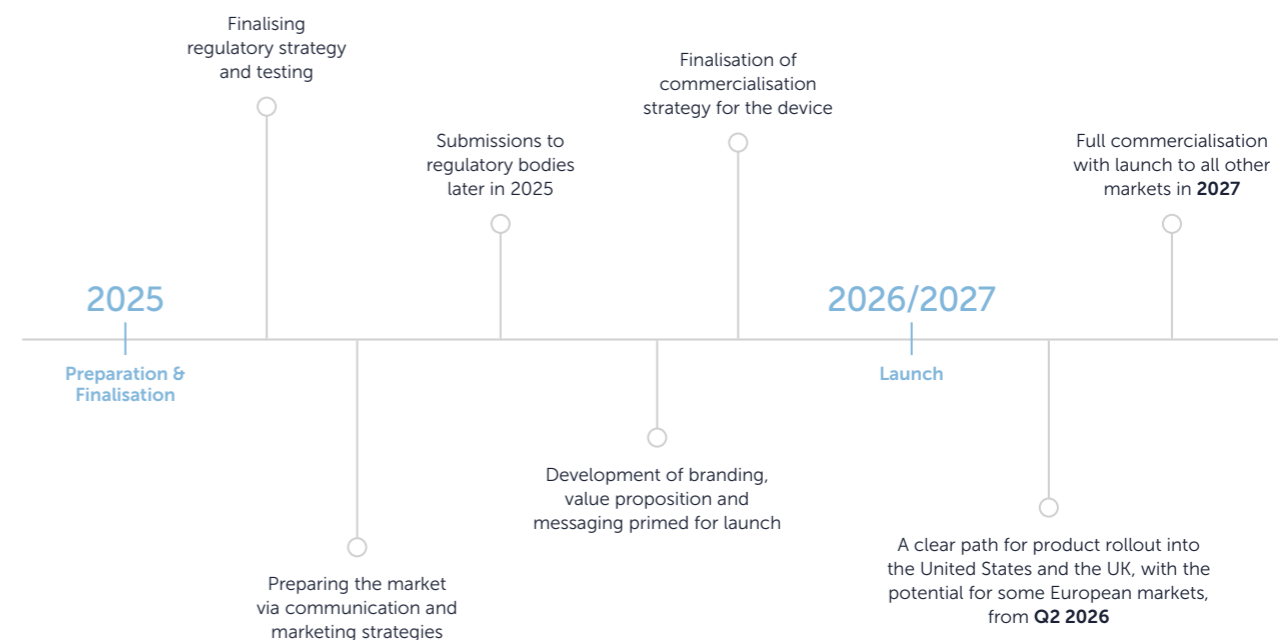 Finalising
regulatory strategy
and testing
Finalisation of
commercialisation
strategy for the device
Submissions to
regulatory bodies
later in 2025
Full commercialisation
with launch to all other
markets in 2027
2025
2026/2027
Preparation &
Finalisation
Launch
Development of branding,
value proposition and
messaging primed for launch
A clear path for product rollout into
the United States and the UK, with the
potential for some European markets,
from Q2 2026
Preparing the market
via communication and
marketing strategies